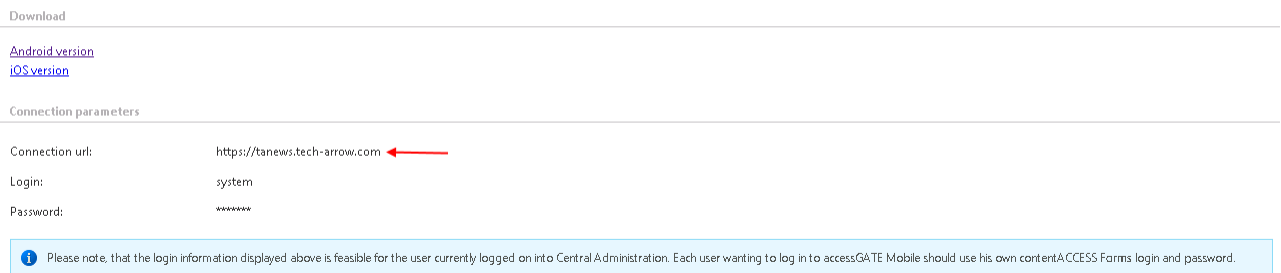 Download
Android version
iOS version
Connection parameters
Connection url: https://tanews.tech-arrow.com
Login: system
Password: *******
Please note, that the login information displayed above is feasible for the user currently logged on into Central Administration. Each user wanting to log in to accessGATE Mobile should use his own contentACCESS Forms login and password.